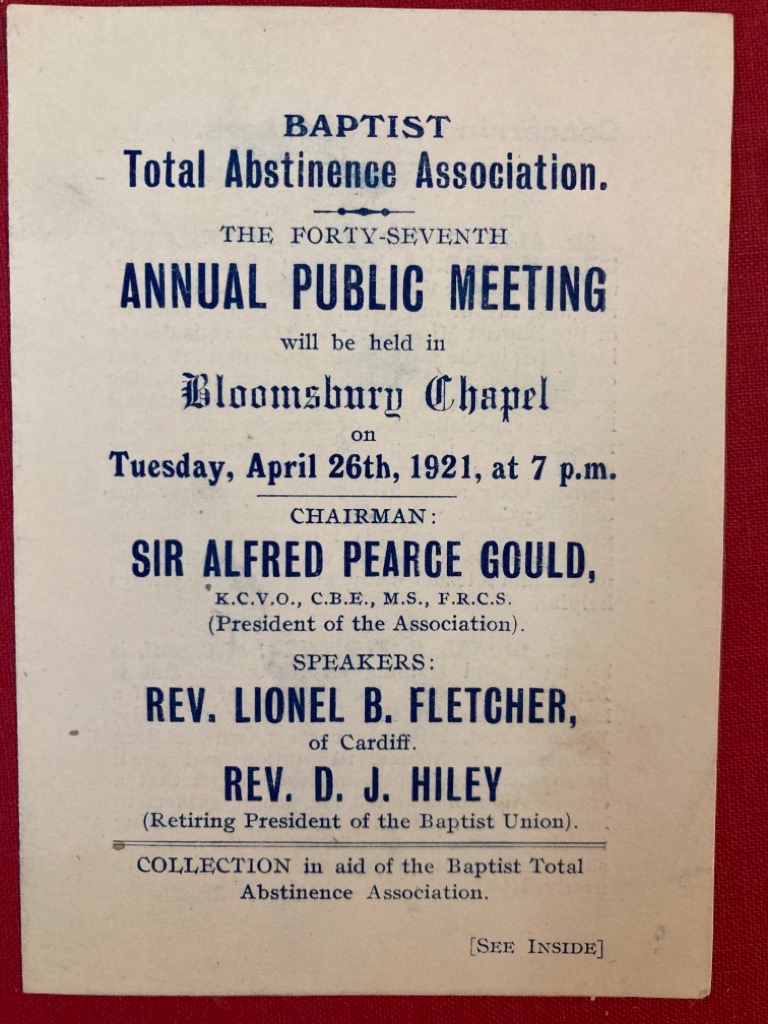 BAPTIST
Total Abstinence Association.
THE FORTY-SEVENTH
ANNUAL PUBLIC MEETING
will be held in
Bloomsbury Chapel
on
Tuesday, April 26th, 1921, at 7 p.m.
CHAIRMAN:
SIR ALFRED PEARCE GOULD,
K.C.V.O., C.B.E., M.S., F.R.C.S.
(President of the Association).
SPEAKERS:
REV. LIONEL B. FLETCHER,
of Cardiff.
REV. D. J. HILEY
(Retiring President of the Baptist Union).
COLLECTION in aid of the Baptist Total
Abstinence Association.
[SEE INSIDE]